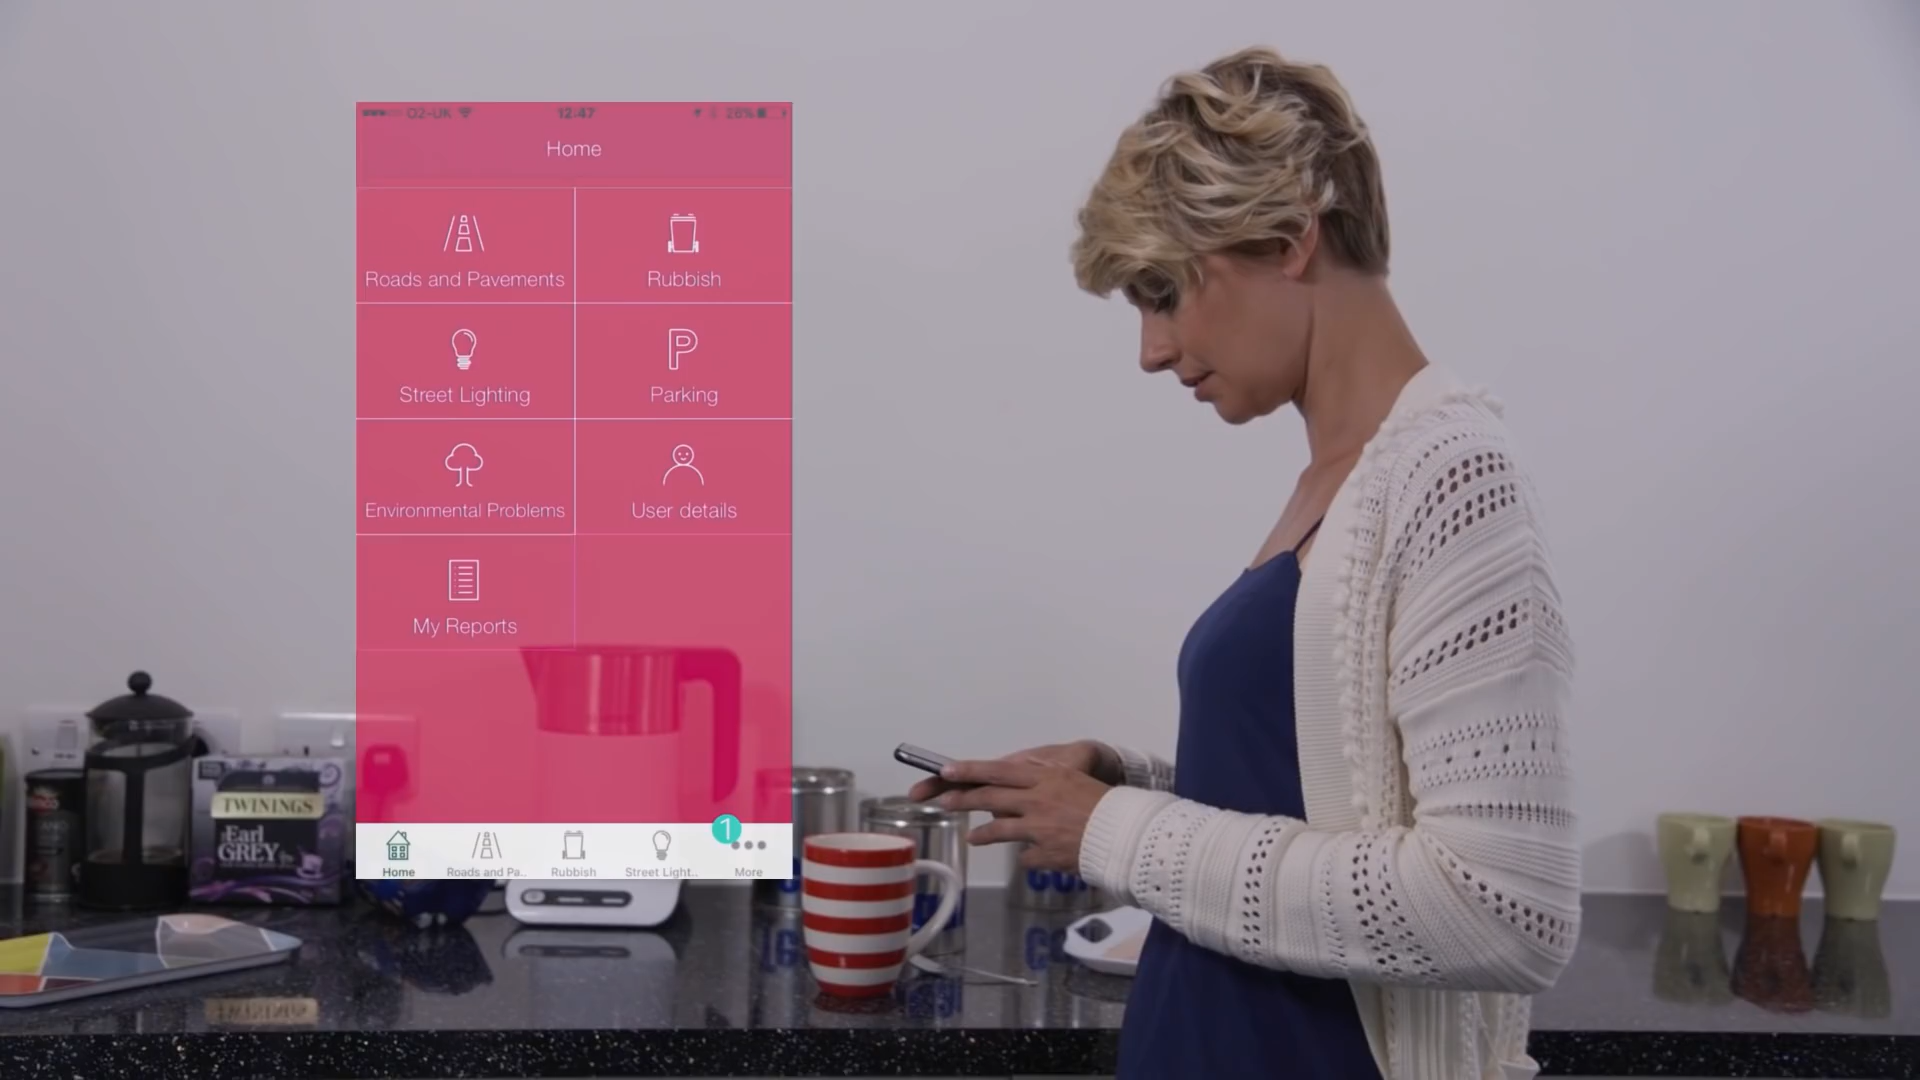 O2-UK 12:47 26%
Home
Roads and Pavements
Rubbish
Street Lighting
P
Parking
Environmental Problems
User details
My Reports
1
Home
Roads and Pa..
Rubbish
Street Light..
More
TWININGS
Earl
GREY